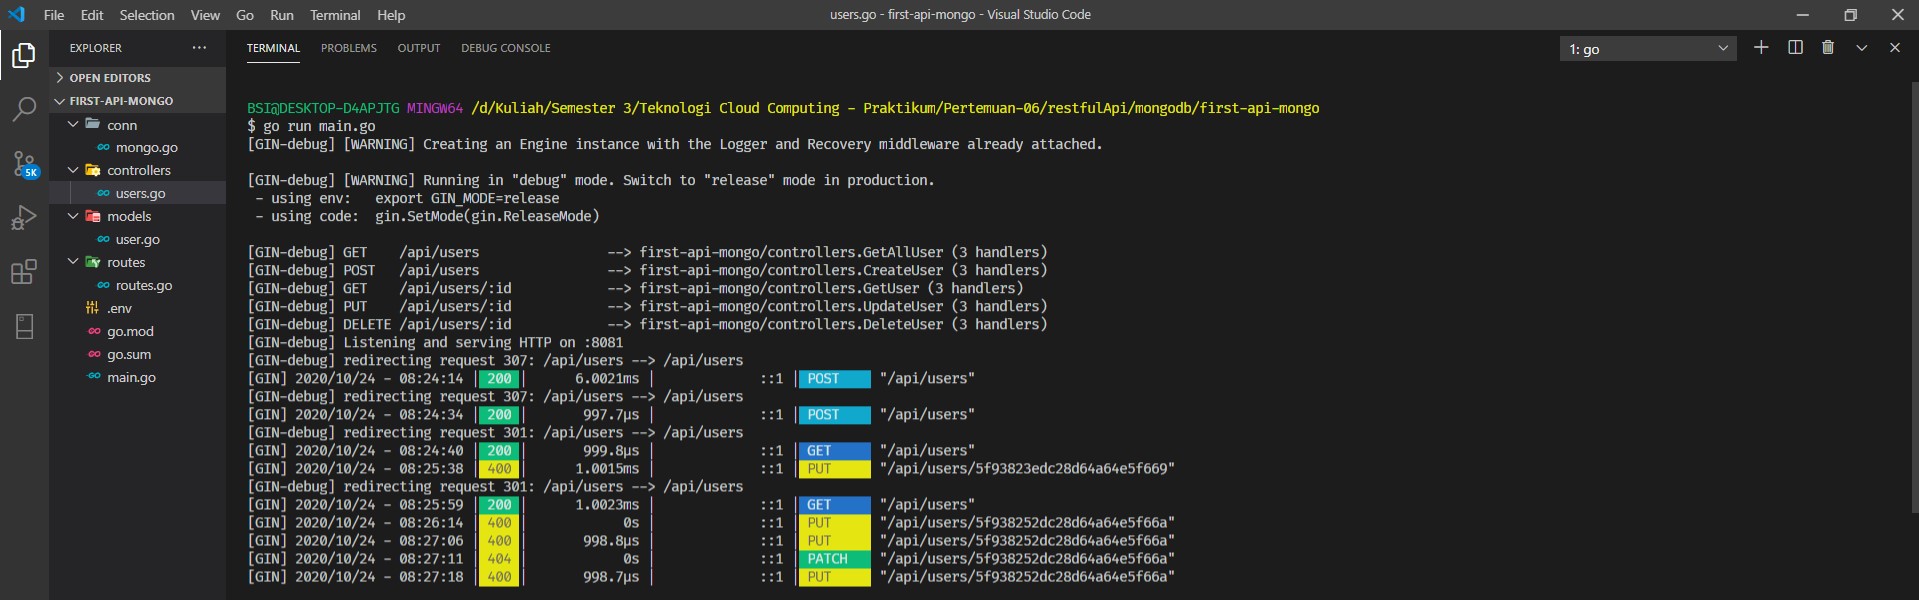 File Edit Selection View Go Run Terminal Help
users.go - first-api-mongo - Visual Studio Code
EXPLORER ···
OPEN EDITORS
FIRST-API-MONGO
conn
mongo.go
controllers
users.go
models
user.go
routes
routes.go
.env
go.mod
go.sum
main.go
5K
TERMINAL PROBLEMS OUTPUT DEBUG CONSOLE
1: go
BSI@DESKTOP-D4APJTG MINGW64 /d/Kuliah/Semester 3/Teknologi Cloud Computing - Praktikum/Pertemuan-06/restfulApi/mongodb/first-api-mongo
$ go run main.go
[GIN-debug] [WARNING] Creating an Engine instance with the Logger and Recovery middleware already attached.
[GIN-debug] [WARNING] Running in "debug" mode. Switch to "release" mode in production.
- using env: export GIN_MODE=release
- using code: gin.SetMode(gin.ReleaseMode)
[GIN-debug] GET /api/users --> first-api-mongo/controllers.GetAllUser (3 handlers)
[GIN-debug] POST /api/users --> first-api-mongo/controllers.CreateUser (3 handlers)
[GIN-debug] GET /api/users/:id --> first-api-mongo/controllers.GetUser (3 handlers)
[GIN-debug] PUT /api/users/:id --> first-api-mongo/controllers.UpdateUser (3 handlers)
[GIN-debug] DELETE /api/users/:id --> first-api-mongo/controllers.DeleteUser (3 handlers)
[GIN-debug] Listening and serving HTTP on :8081
[GIN-debug] redirecting request 307: /api/users --> /api/users
[GIN] 2020/10/24 - 08:24:14 | 200 | 6.0021ms | ::1 | POST "/api/users"
[GIN-debug] redirecting request 307: /api/users --> /api/users
[GIN] 2020/10/24 - 08:24:34 | 200 | 997.7µs | ::1 | POST "/api/users"
[GIN-debug] redirecting request 301: /api/users --> /api/users
[GIN] 2020/10/24 - 08:24:40 | 200 | 999.8µs | ::1 | GET "/api/users"
[GIN] 2020/10/24 - 08:25:38 | 400 | 1.0015ms | ::1 | PUT "/api/users/5f93823edc28d64a64e5f669"
[GIN-debug] redirecting request 301: /api/users --> /api/users
[GIN] 2020/10/24 - 08:25:59 | 200 | 1.0023ms | ::1 | GET "/api/users"
[GIN] 2020/10/24 - 08:26:14 | 400 | 0s | ::1 | PUT "/api/users/5f938252dc28d64a64e5f66a"
[GIN] 2020/10/24 - 08:27:06 | 400 | 998.8µs | ::1 | PUT "/api/users/5f938252dc28d64a64e5f66a"
[GIN] 2020/10/24 - 08:27:11 | 404 | 0s | ::1 | PATCH "/api/users/5f938252dc28d64a64e5f66a"
[GIN] 2020/10/24 - 08:27:18 | 400 | 998.7µs | ::1 | PUT "/api/users/5f938252dc28d64a64e5f66a"